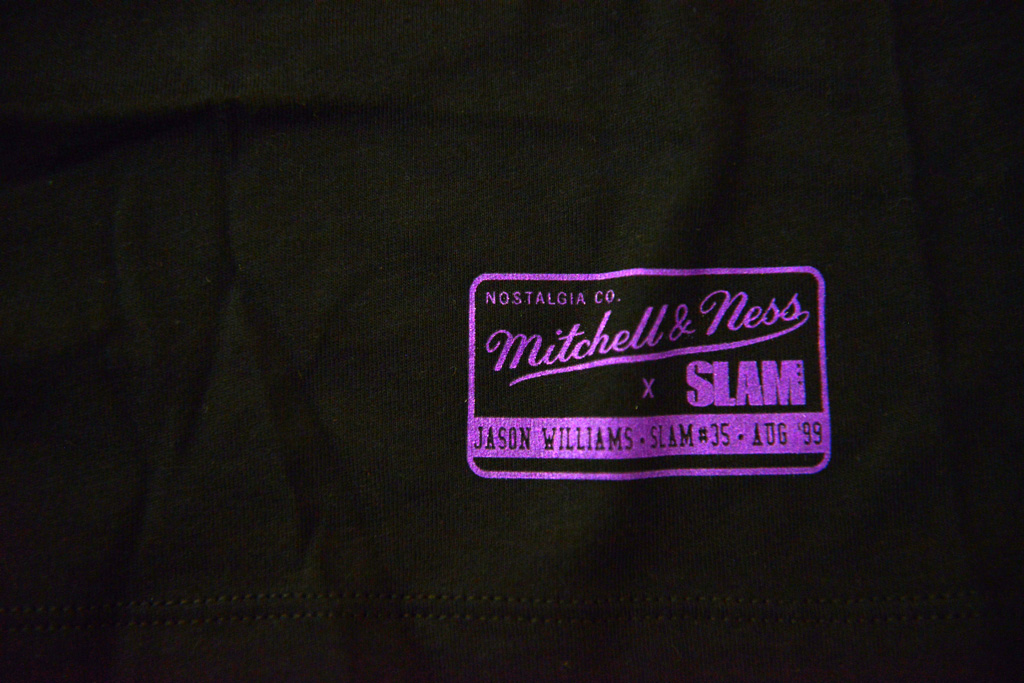 NOSTALGIA CO.
Mitchell & Ness
X SLAM
JASON WILLIAMS · SLAM #35 · AUG '99